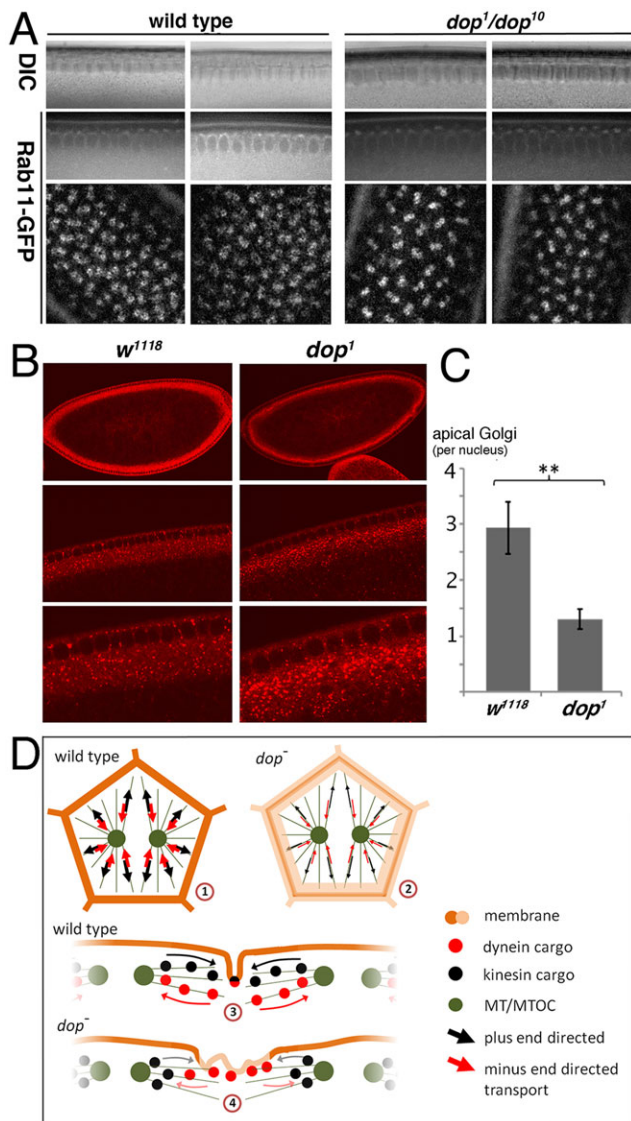 A
wild type
dop¹/dop¹⁰
DIC
Rab11-GFP
B
w¹¹¹⁸
dop¹
C
apical Golgi
(per nucleus)
**
4
3
2
1
w¹¹¹⁸
dop¹
D
wild type
dop⁻
1
2
wild type
3
dop⁻
4
membrane
dynein cargo
kinesin cargo
MT/MTOC
plus end directed
minus end directed
transport